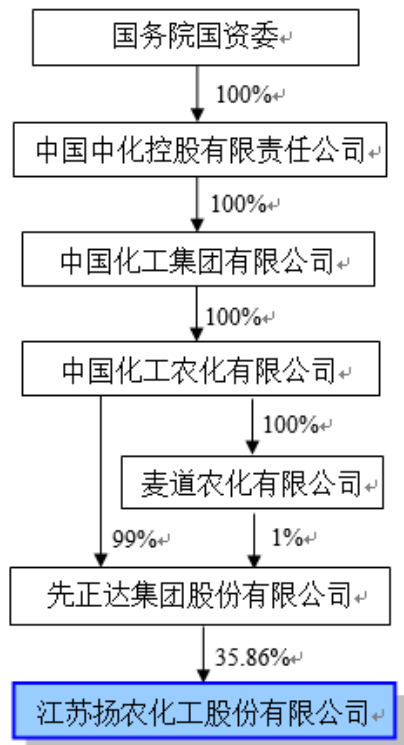 国务院国资委
100%
中国中化控股有限责任公司
100%
中国化工集团有限公司
100%
中国化工农化有限公司
100%
麦道农化有限公司
99%
1%
先正达集团股份有限公司
35.86%
江苏扬农化工股份有限公司